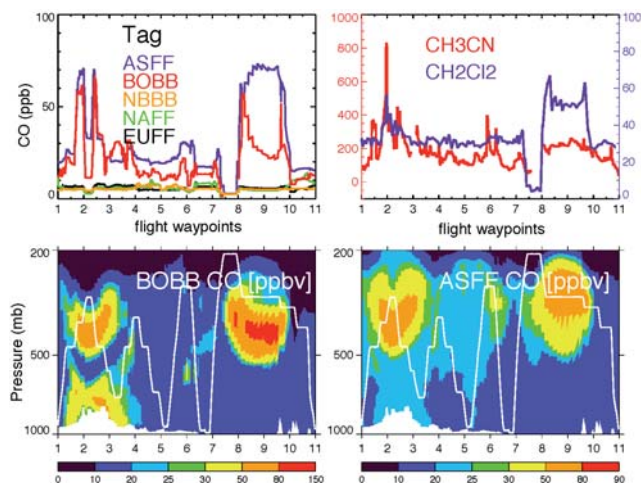 Tag
ASFF
BOBB
NBBB
NAFF
EUFF
CO (ppb)
100
50
0
1 2 3 4 5 6 7 8 9 10 11
flight waypoints
CH3CN
CH2Cl2
1000
800
600
400
200
0
100
80
60
40
20
0
1 2 3 4 5 6 7 8 9 10 11
flight waypoints
BOBB CO [ppbv]
Pressure (mb)
200
500
1000
1 2 3 4 5 6 7 8 9 10 11
0 10 20 25 30 50 80 150
ASFF CO [ppbv]
1 2 3 4 5 6 7 8 9 10 11
0 10 20 25 30 50 80 90